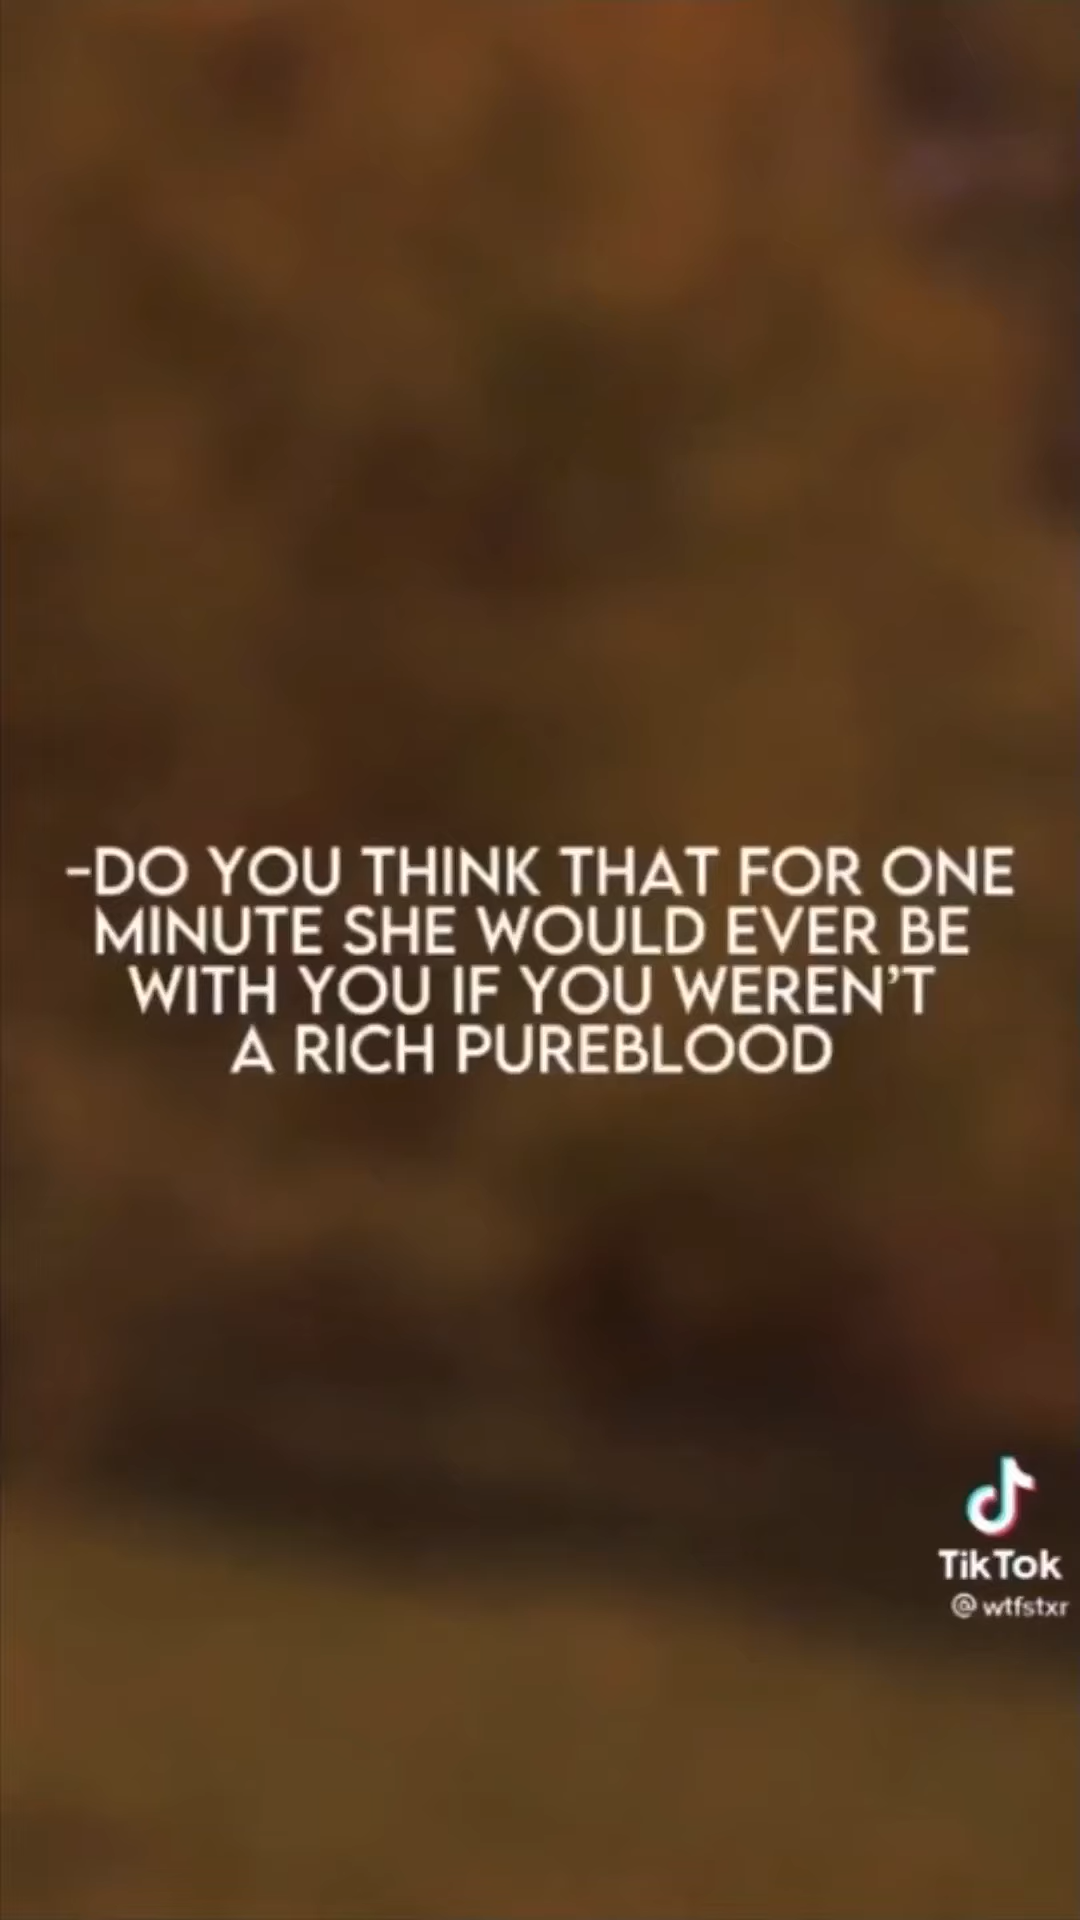 -DO YOU THINK THAT FOR ONE
MINUTE SHE WOULD EVER BE
WITH YOU IF YOU WEREN’T
A RICH PUREBLOOD
TikTok
@wtfstxr